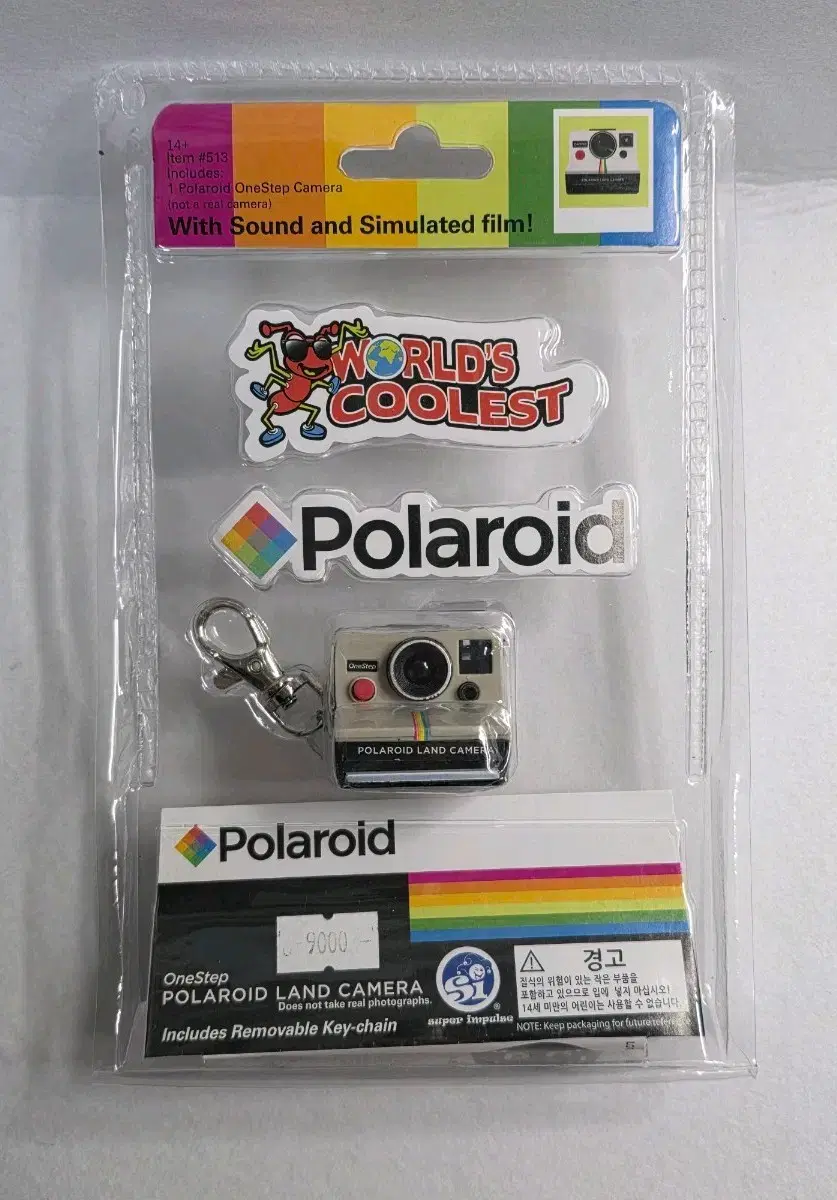 14+
Item #513
Includes:
1 Polaroid OneStep Camera
(not a real camera)
With Sound and Simulated film!
WORLD'S
COOLEST
Polaroid
OneStep
POLAROID LAND CAMERA
Polaroid
9000
OneStep
POLAROID LAND CAMERA
Does not take real photographs.
Includes Removable Key-chain
Si
super impulse
경고
질식의 위험이 있는 작은 부품을
포함하고 있으므로 입에 넣지 마십시오!
14세 미만의 어린이는 사용할 수 없습니다.
NOTE: Keep packaging for future